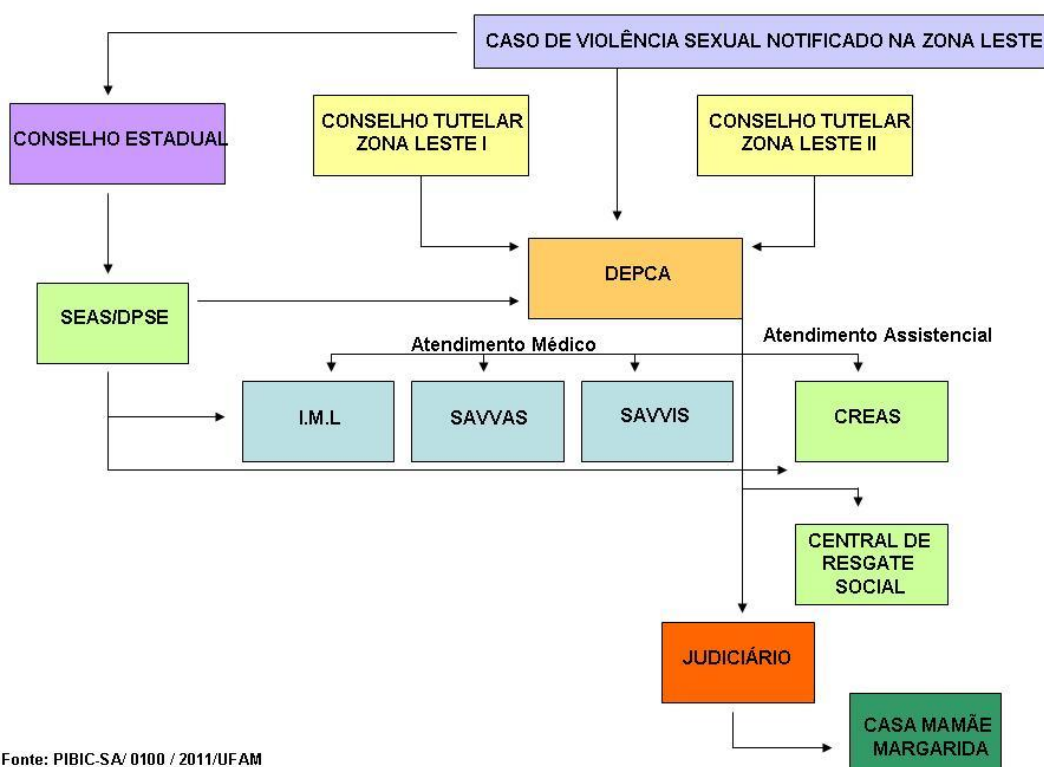 CASO DE VIOLÊNCIA SEXUAL NOTIFICADO NA ZONA LESTE
CONSELHO ESTADUAL
CONSELHO TUTELAR
ZONA LESTE I
CONSELHO TUTELAR
ZONA LESTE II
DEPCA
SEAS/DPSE
Atendimento Médico
Atendimento Assistencial
I.M.L
SAVVAS
SAVVIS
CREAS
CENTRAL DE
RESGATE
SOCIAL
JUDICIÁRIO
CASA MAMÃE
MARGARIDA
Fonte: PIBIC-SA/ 0100 / 2011/UFAM